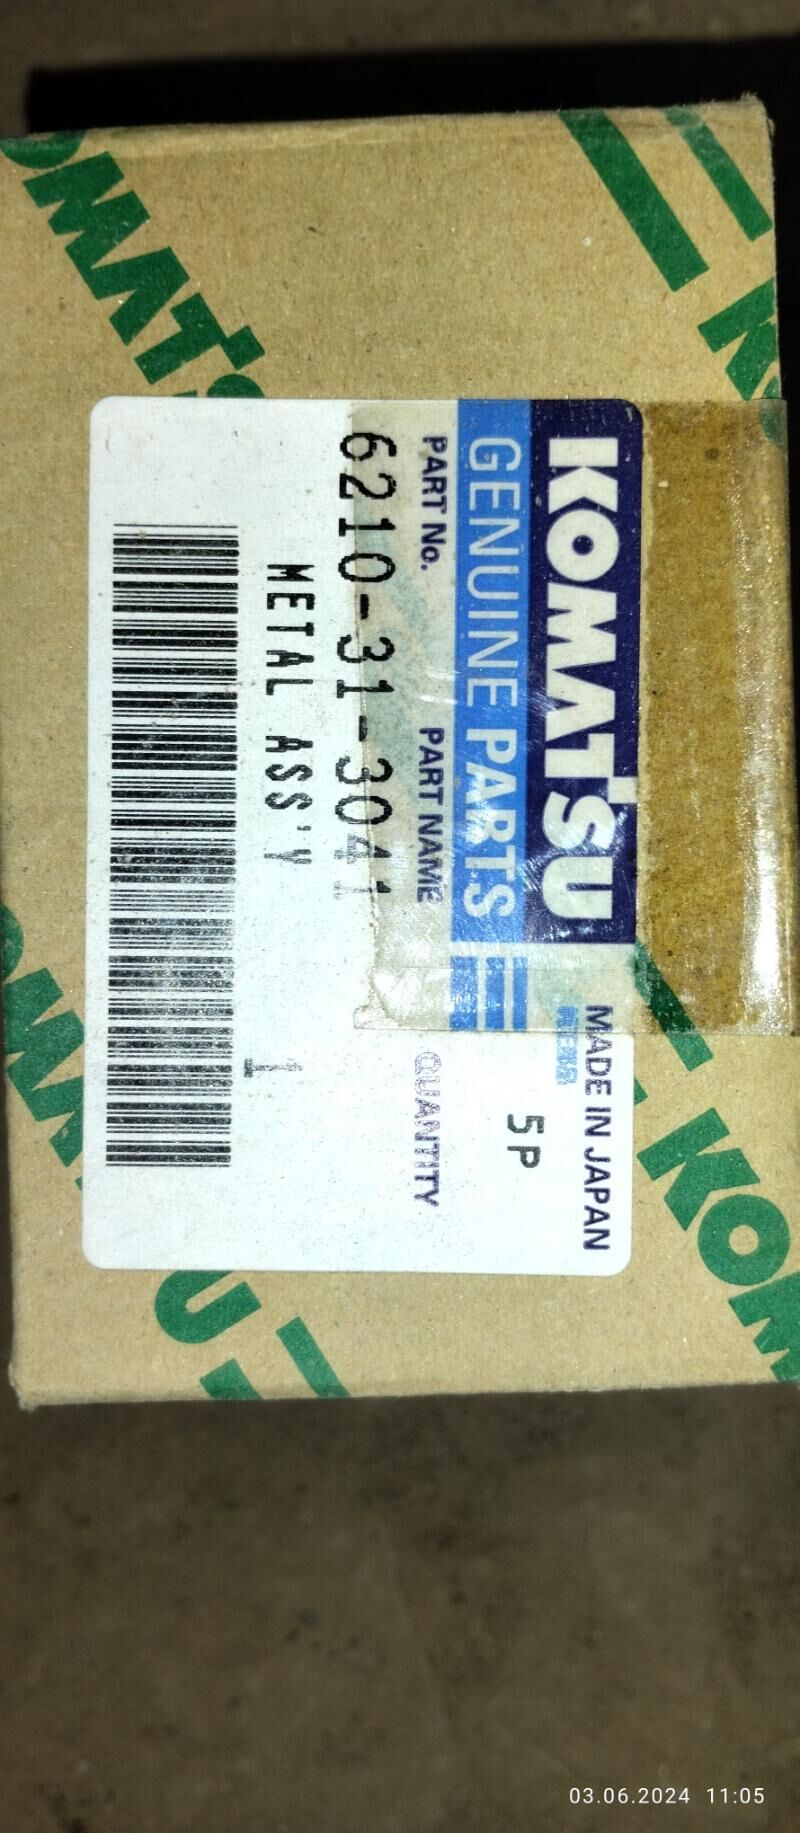 KOMATSU
MADE IN JAPAN
GENUINE PARTS
5P
PART No.
PART NAME
QUANTITY
6210-31-3041
METAL ASS'Y
1
KOMATSU
03.06.2024 11:05